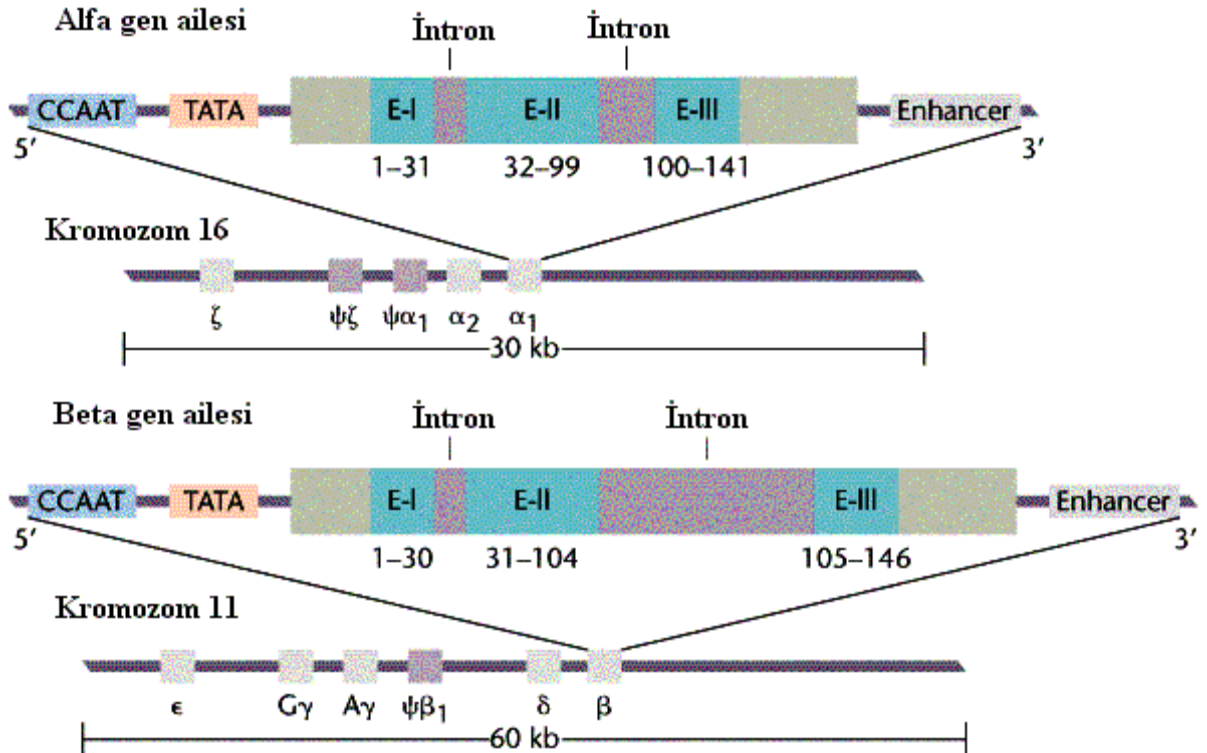 Alfa gen ailesi
İntron İntron
CCAAT TATA E-I E-II E-III Enhancer
5′ 1–31 32–99 100–141 3′
Kromozom 16
ζ ψζ ψα1 α2 α1
30 kb
Beta gen ailesi
İntron İntron
CCAAT TATA E-I E-II E-III Enhancer
5′ 1–30 31–104 105–146 3′
Kromozom 11
ϵ Gγ Aγ ψβ1 δ β
60 kb